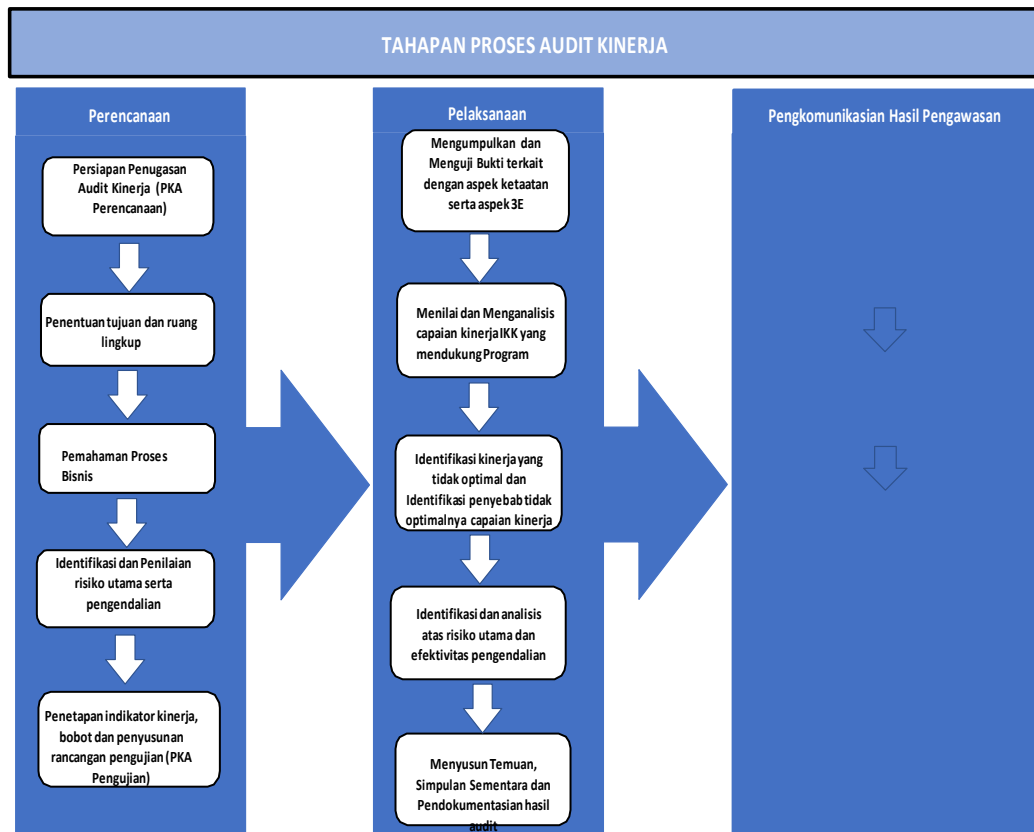 TAHAPAN PROSES AUDIT KINERJA
Perencanaan
Persiapan Penugasan
Audit Kinerja (PKA
Perencanaan)
Penentuan tujuan dan ruang
lingkup
Pemahaman Proses
Bisnis
Identifikasi dan Penilaian
risiko utama serta
pengendalian
Penetapan indikator kinerja,
bobot dan penyusunan
rancangan pengujian (PKA
Pengujian)
Pelaksanaan
Mengumpulkan dan
Menguji Bukti terkait
dengan aspek ketaatan
serta aspek 3E
Menilai dan Menganalisis
capaian kinerja IKK yang
mendukung Program
Identifikasi kinerja yang
tidak optimal dan
Identifikasi penyebab tidak
optimalnya capaian kinerja
Identifikasi dan analisis
atas risiko utama dan
efektivitas pengendalian
Menyusun Temuan,
Simpulan Sementara dan
Pendokumentasian hasil
audit
Pengkomunikasian Hasil Pengawasan